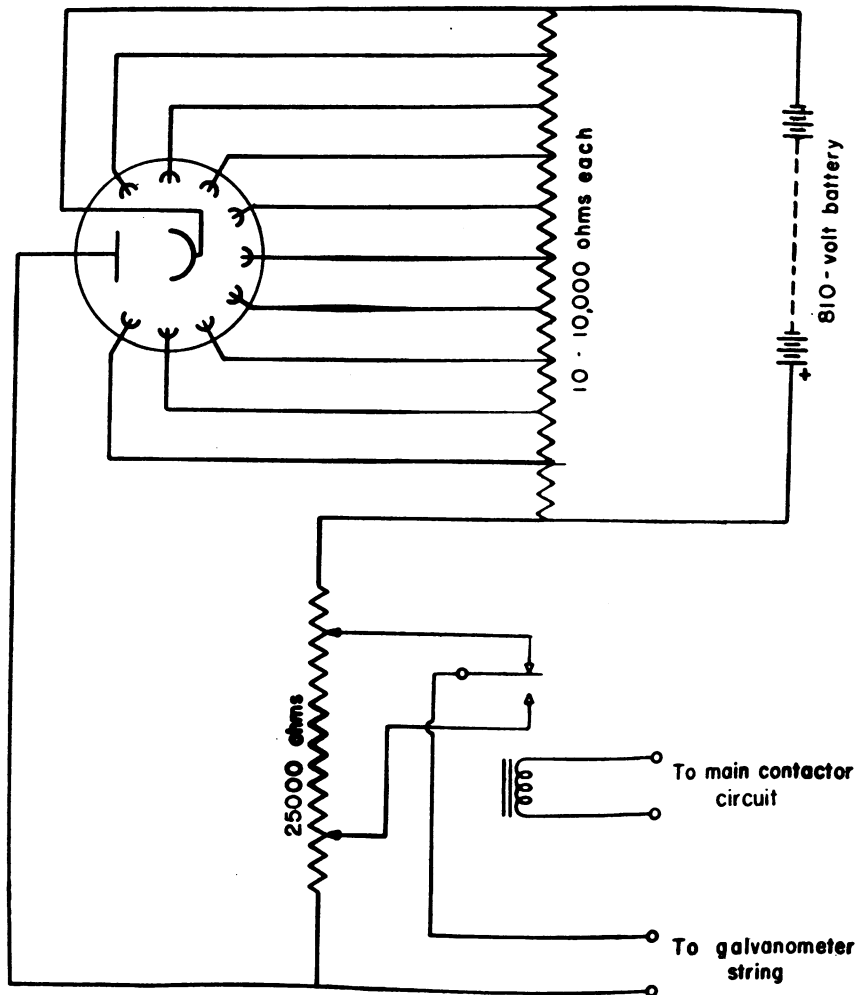 10 - 10,000 ohms each
810-volt battery
+
25000 ohms
To main contactor
circuit
To galvanometer
string